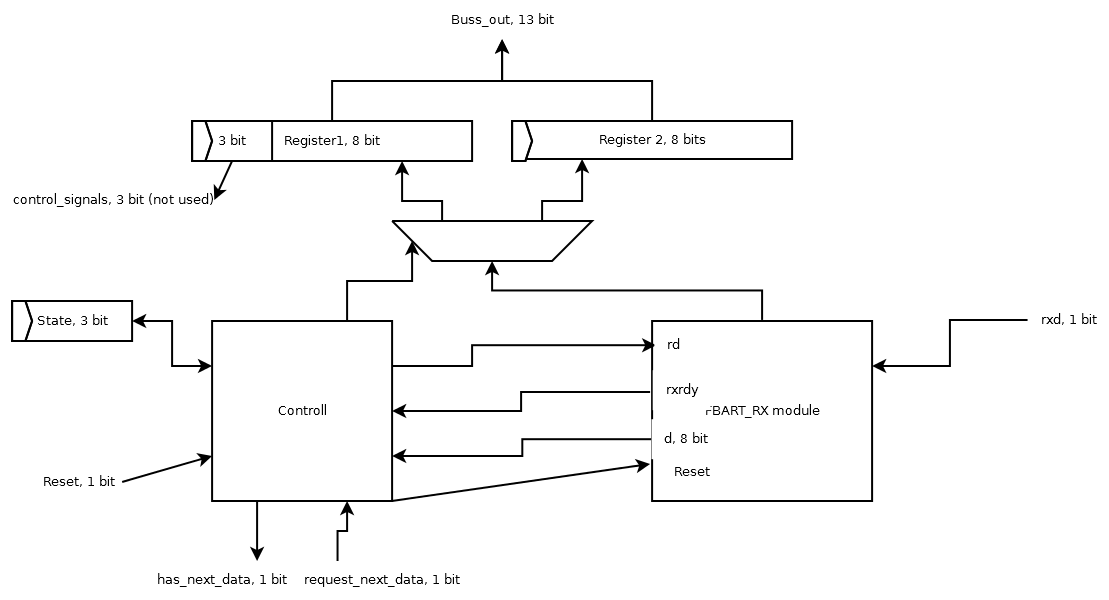 Buss_out, 13 bit
3 bit
Register1, 8 bit
Register 2, 8 bits
control_signals, 3 bit (not used)
State, 3 bit
rxd, 1 bit
rd
rxrdy
Controll
rBART_RX module
d, 8 bit
Reset
Reset, 1 bit
has_next_data, 1 bit
request_next_data, 1 bit